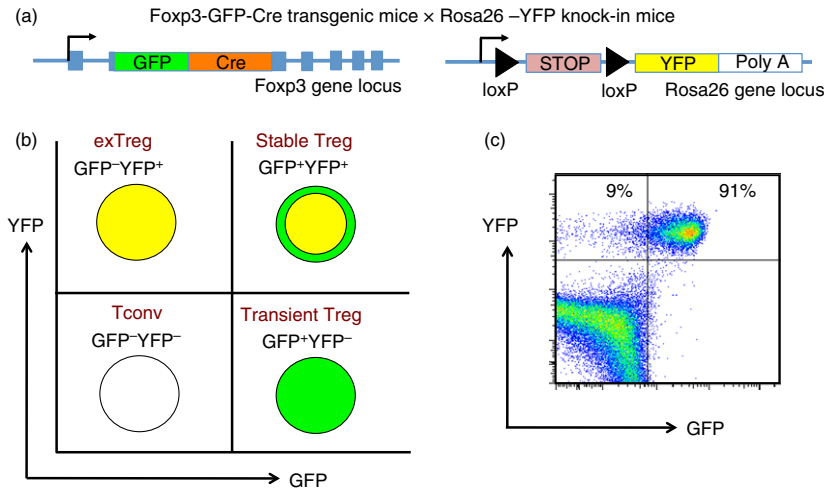 (a)
Foxp3-GFP-Cre transgenic mice × Rosa26 –YFP knock-in mice
GFP
Cre
Foxp3 gene locus
STOP
YFP
Poly A
loxP
loxP
Rosa26 gene locus
(b)
exTreg
GFP⁻YFP⁺
Stable Treg
GFP⁺YFP⁺
YFP
Tconv
GFP⁻YFP⁻
Transient Treg
GFP⁺YFP⁻
GFP
(c)
9%
91%
YFP
GFP